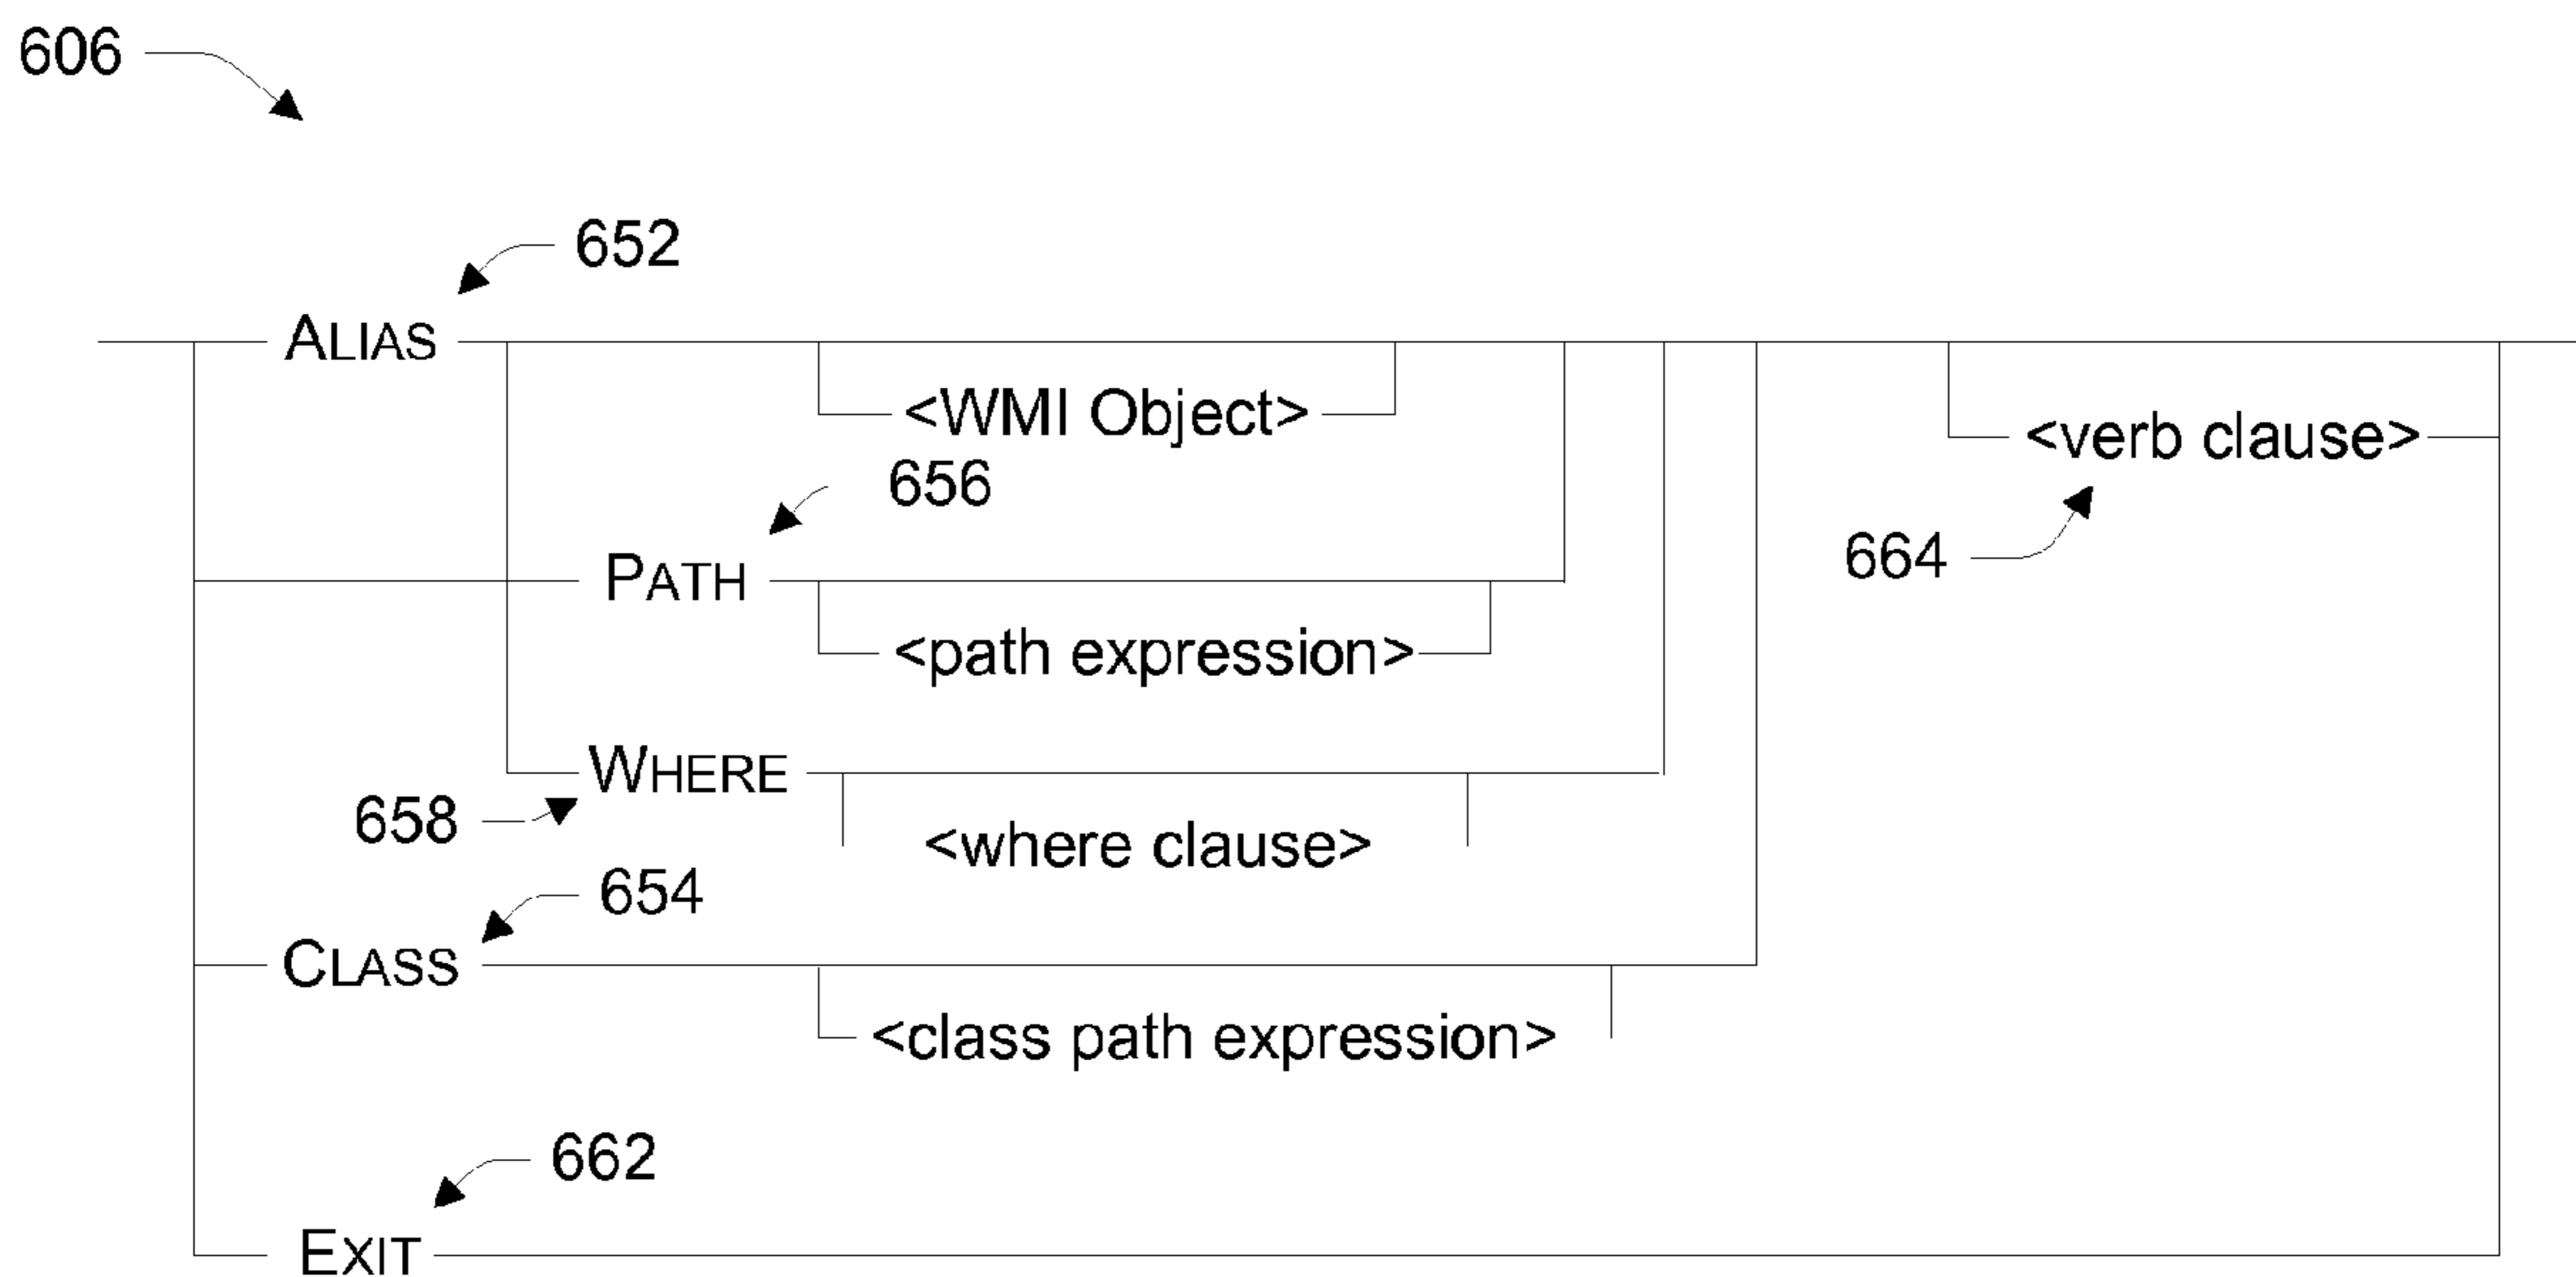 606
652
ALIAS
<WMI Object>
<verb clause>
656
664
PATH
<path expression>
WHERE
658
<where clause>
654
CLASS
<class path expression>
662
EXIT